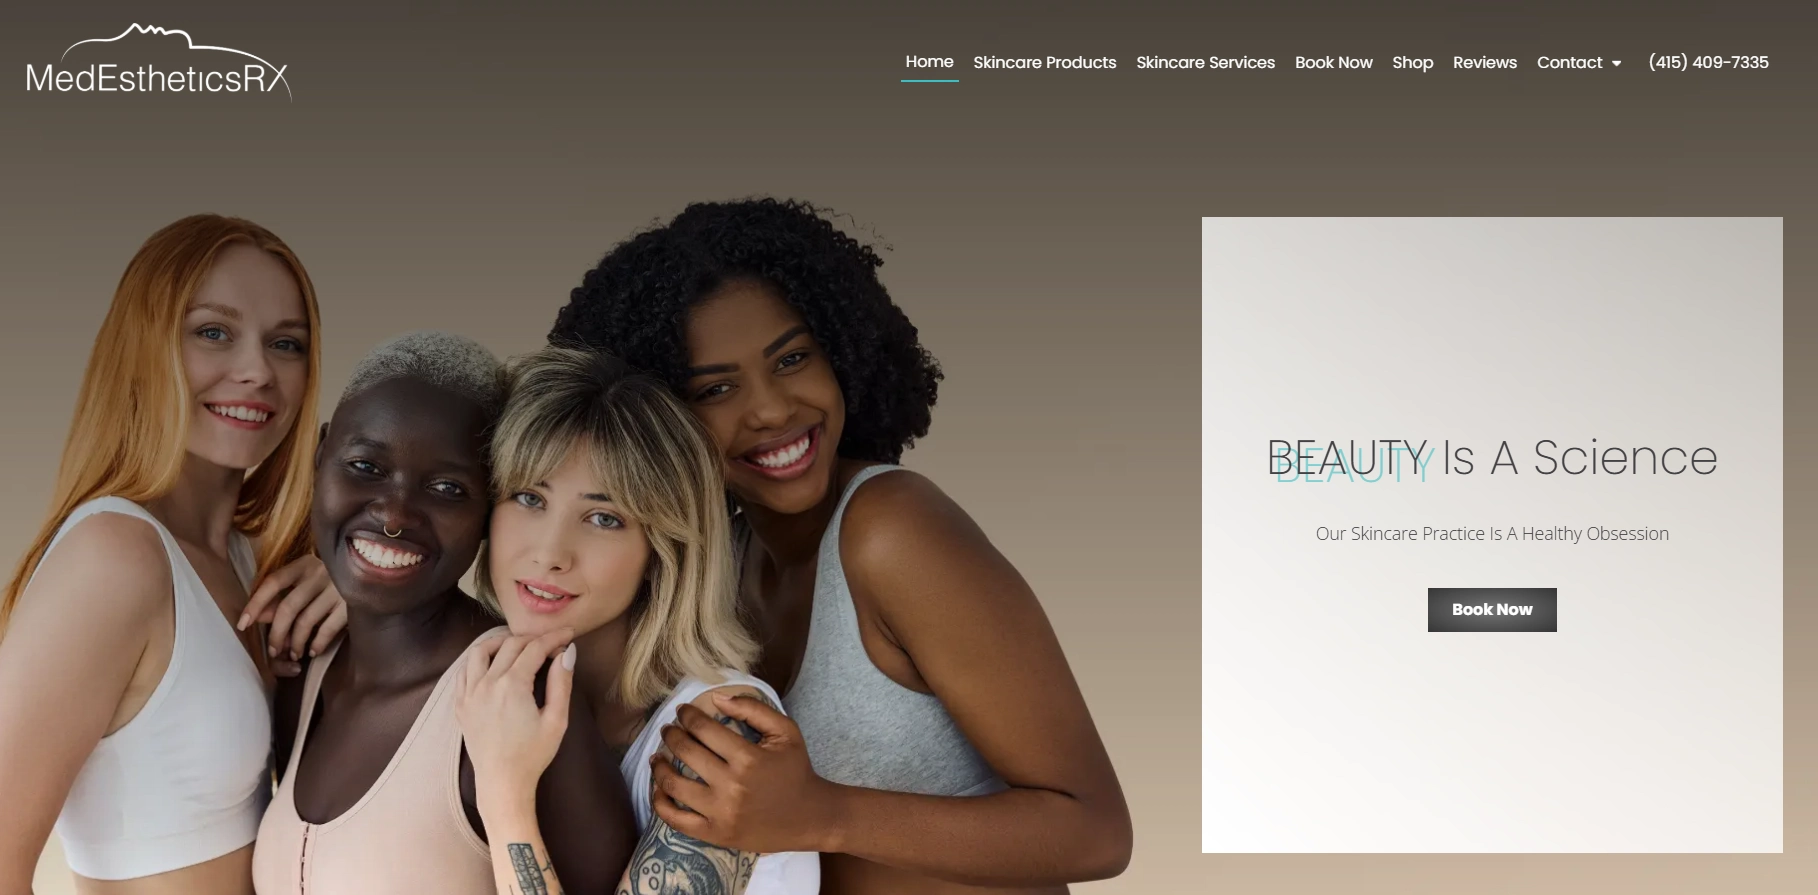 MedEstheticsRX
Home Skincare Products Skincare Services Book Now Shop Reviews Contact (415) 409-7335
BEAUTY Is A Science
Our Skincare Practice Is A Healthy Obsession
Book Now